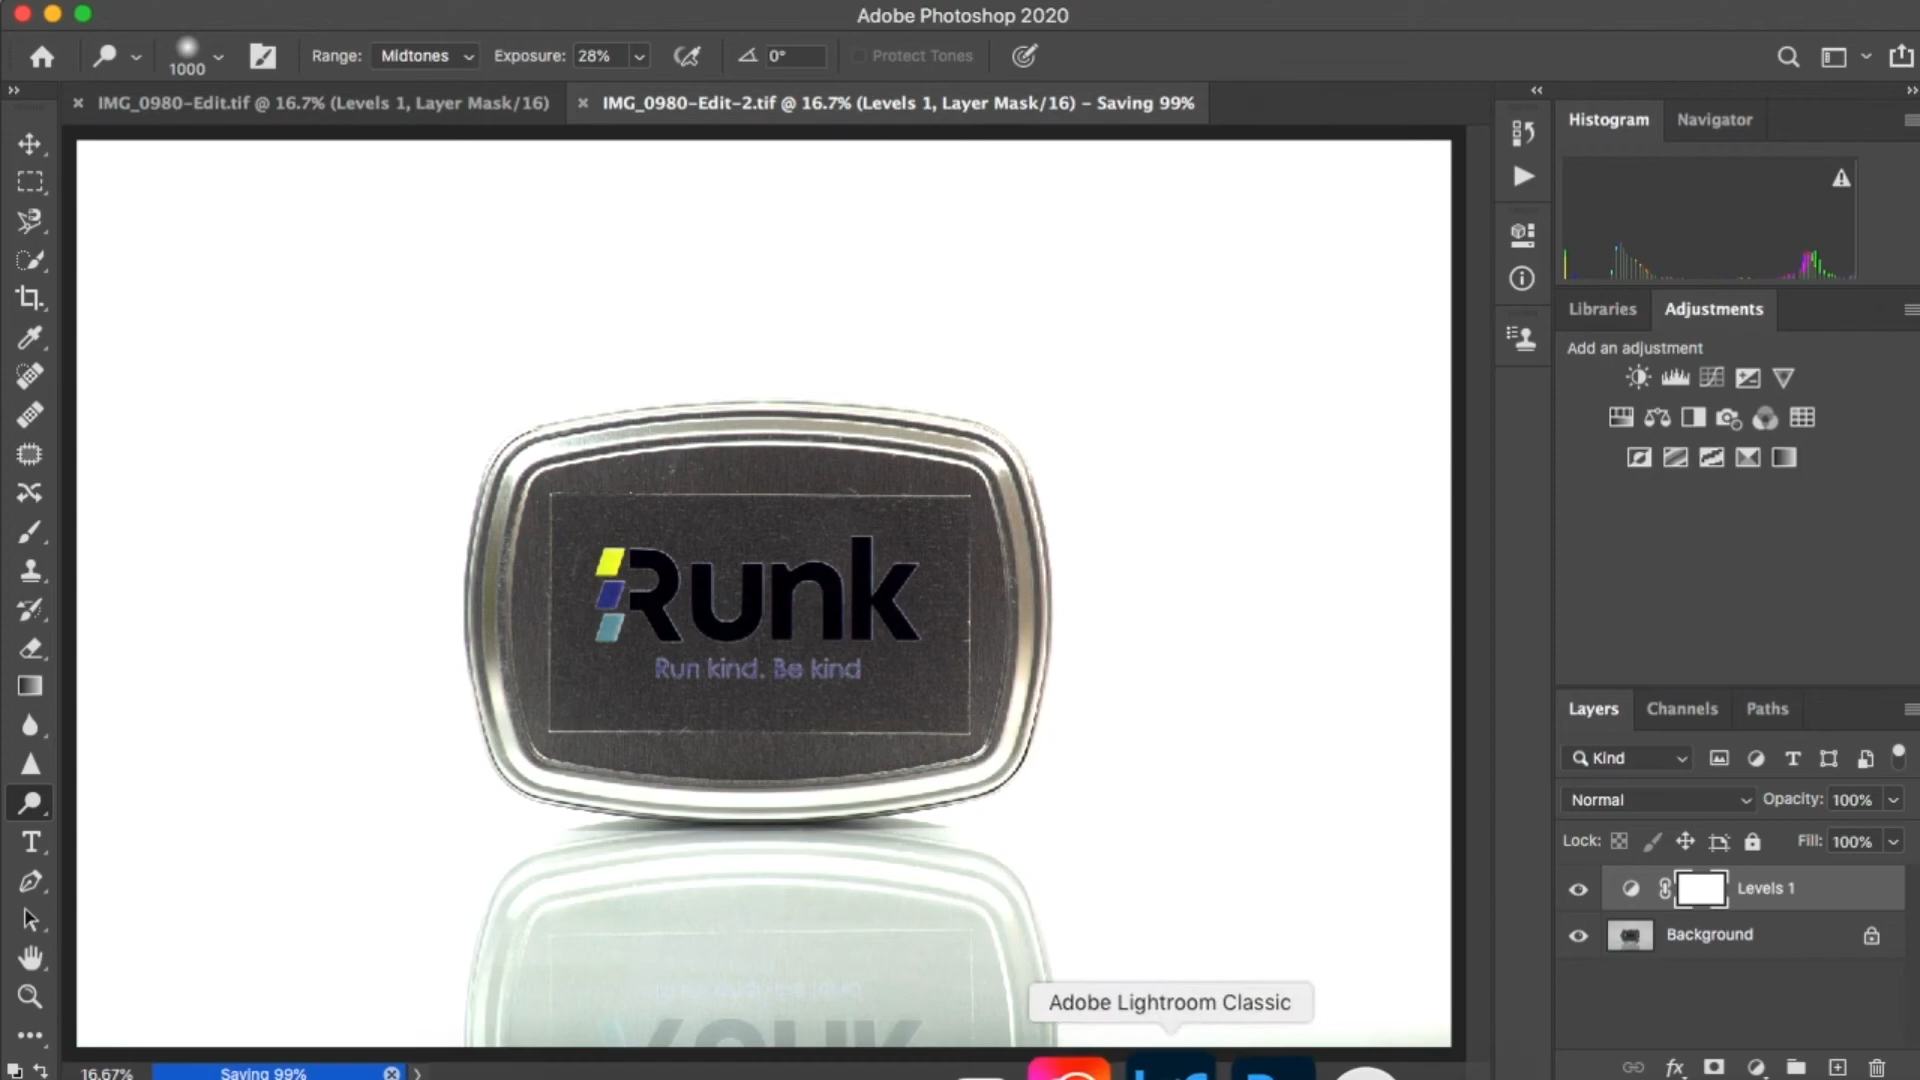 Adobe Photoshop 2020
1000
Range: Midtones Exposure: 28% 0° Protect Tones
IMG_0980-Edit.tif @ 16.7% (Levels 1, Layer Mask/16)
IMG_0980-Edit-2.tif @ 16.7% (Levels 1, Layer Mask/16) - Saving 99%
Histogram Navigator
Libraries Adjustments
Add an adjustment
Runk
Run kind. Be kind
Layers Channels Paths
Kind
Normal Opacity: 100%
Lock: Fill: 100%
Levels 1
Background
Adobe Lightroom Classic
16.67% Saving 99%